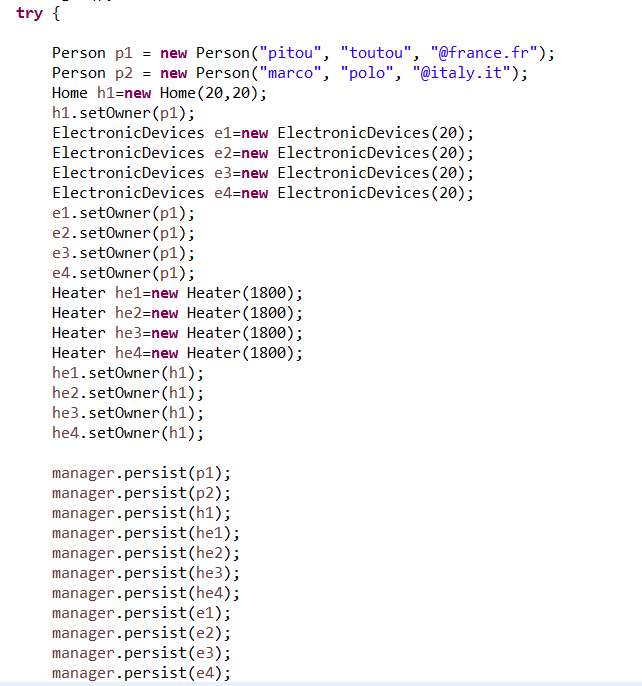 try {
Person p1 = new Person("pitou", "toutou", "@france.fr");
Person p2 = new Person("marco", "polo", "@italy.it");
Home h1=new Home(20,20);
h1.setOwner(p1);
ElectronicDevices e1=new ElectronicDevices(20);
ElectronicDevices e2=new ElectronicDevices(20);
ElectronicDevices e3=new ElectronicDevices(20);
ElectronicDevices e4=new ElectronicDevices(20);
e1.setOwner(p1);
e2.setOwner(p1);
e3.setOwner(p1);
e4.setOwner(p1);
Heater he1=new Heater(1800);
Heater he2=new Heater(1800);
Heater he3=new Heater(1800);
Heater he4=new Heater(1800);
he1.setOwner(h1);
he2.setOwner(h1);
he3.setOwner(h1);
he4.setOwner(h1);
manager.persist(p1);
manager.persist(p2);
manager.persist(h1);
manager.persist(he1);
manager.persist(he2);
manager.persist(he3);
manager.persist(he4);
manager.persist(e1);
manager.persist(e2);
manager.persist(e3);
manager.persist(e4);